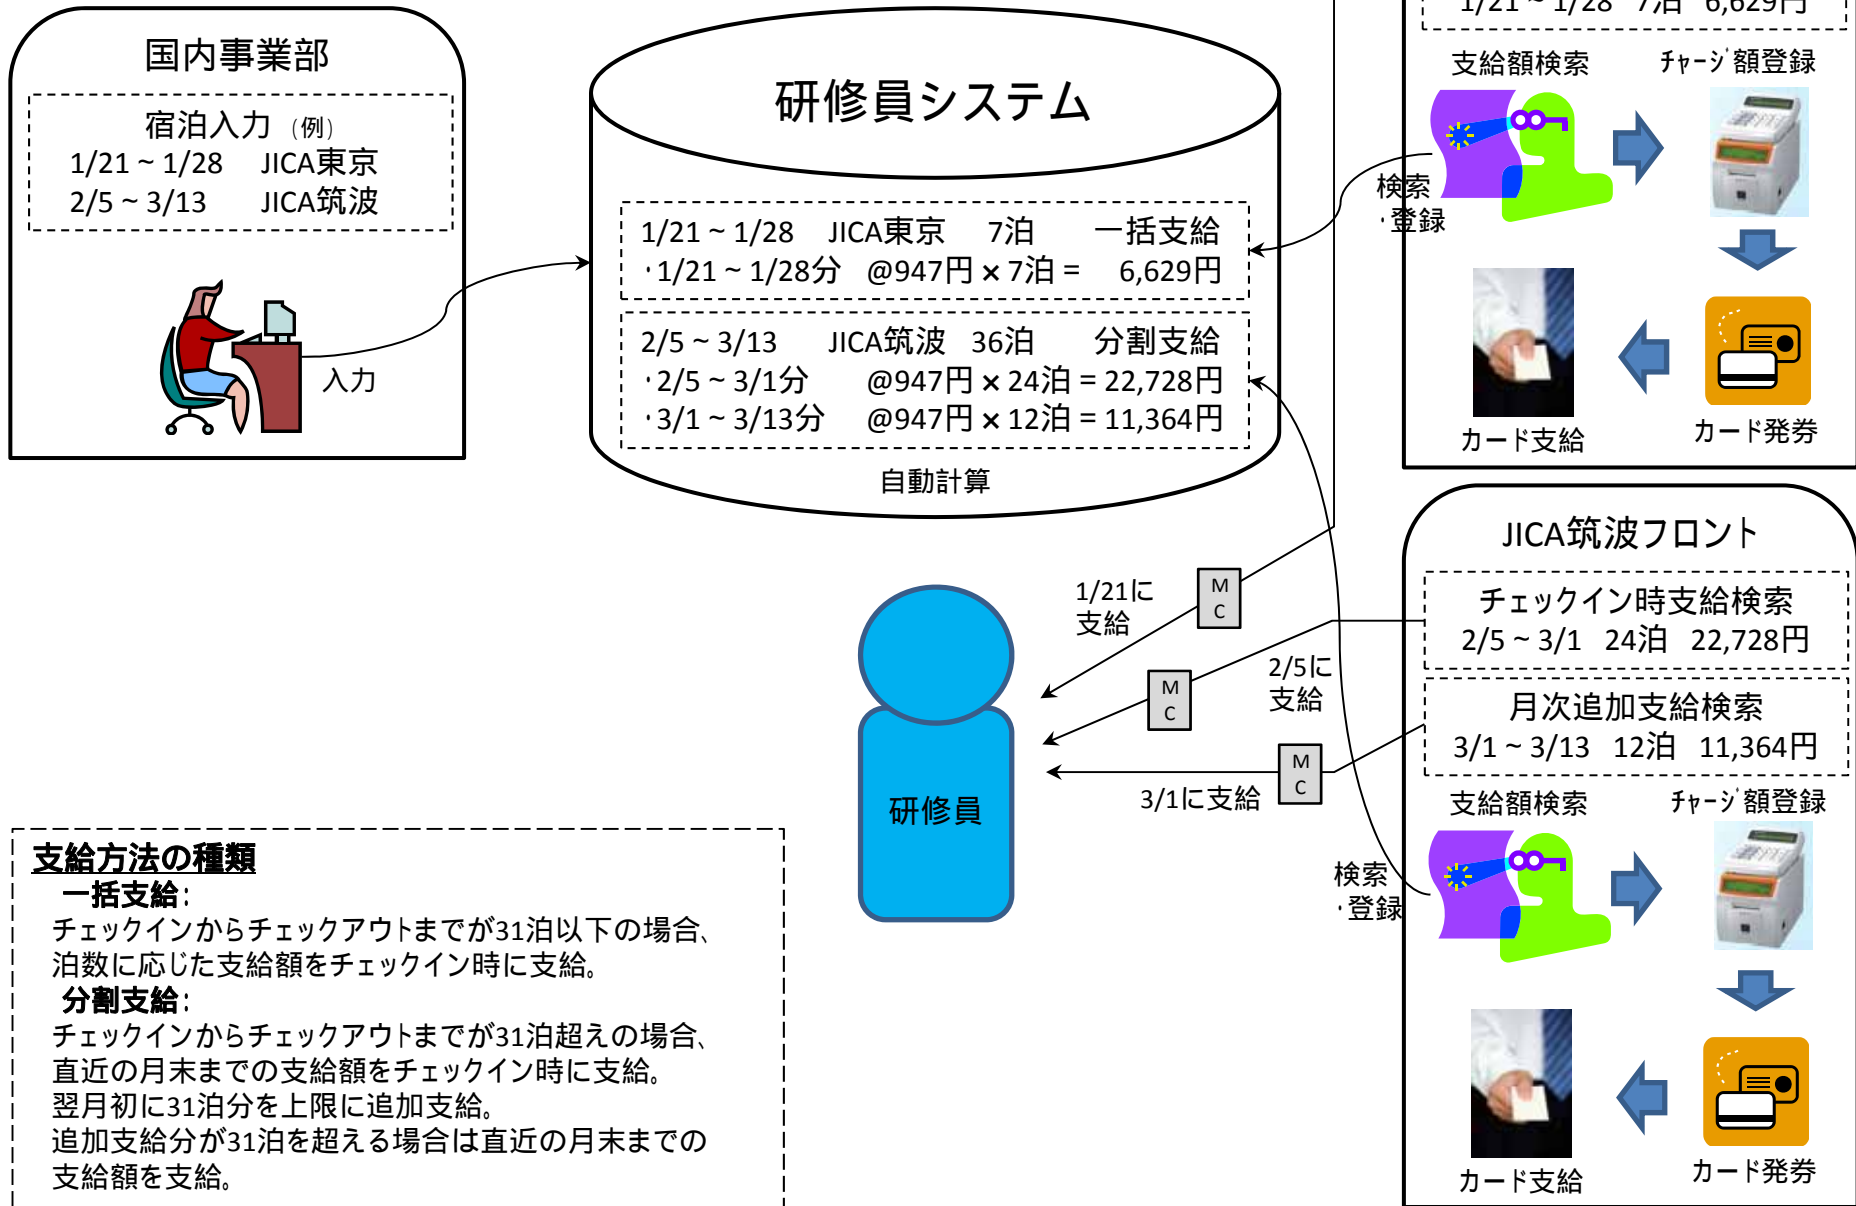 国内事業部
宿泊入力（例）
1/21～1/28　JICA東京
2/5～3/13　JICA筑波
入力
研修員システム
1/21～1/28　JICA東京　7泊　一括支給
・1/21～1/28分　@947円×7泊＝　6,629円
2/5～3/13　JICA筑波　36泊　分割支給
・2/5～3/1分　@947円×24泊＝22,728円
・3/1～3/13分　@947円×12泊＝11,364円
自動計算
1/21～1/28　7泊　6,629円
支給額検索
ﾁｬｰｼﾞ額登録
検索
・登録
カード支給
カード発券
JICA筑波フロント
チェックイン時支給検索
2/5～3/1　24泊　22,728円
月次追加支給検索
3/1～3/13　12泊　11,364円
支給額検索
ﾁｬｰｼﾞ額登録
検索
・登録
カード支給
カード発券
1/21に
支給
M
C
2/5に
支給
M
C
3/1に支給
M
C
研修員
支給方法の種類
一括支給：
チェックインからチェックアウトまでが31泊以下の場合、
泊数に応じた支給額をチェックイン時に支給。
分割支給：
チェックインからチェックアウトまでが31泊超えの場合、
直近の月末までの支給額をチェックイン時に支給。
翌月初に31泊分を上限に追加支給。
追加支給分が31泊を超える場合は直近の月末までの
支給額を支給。